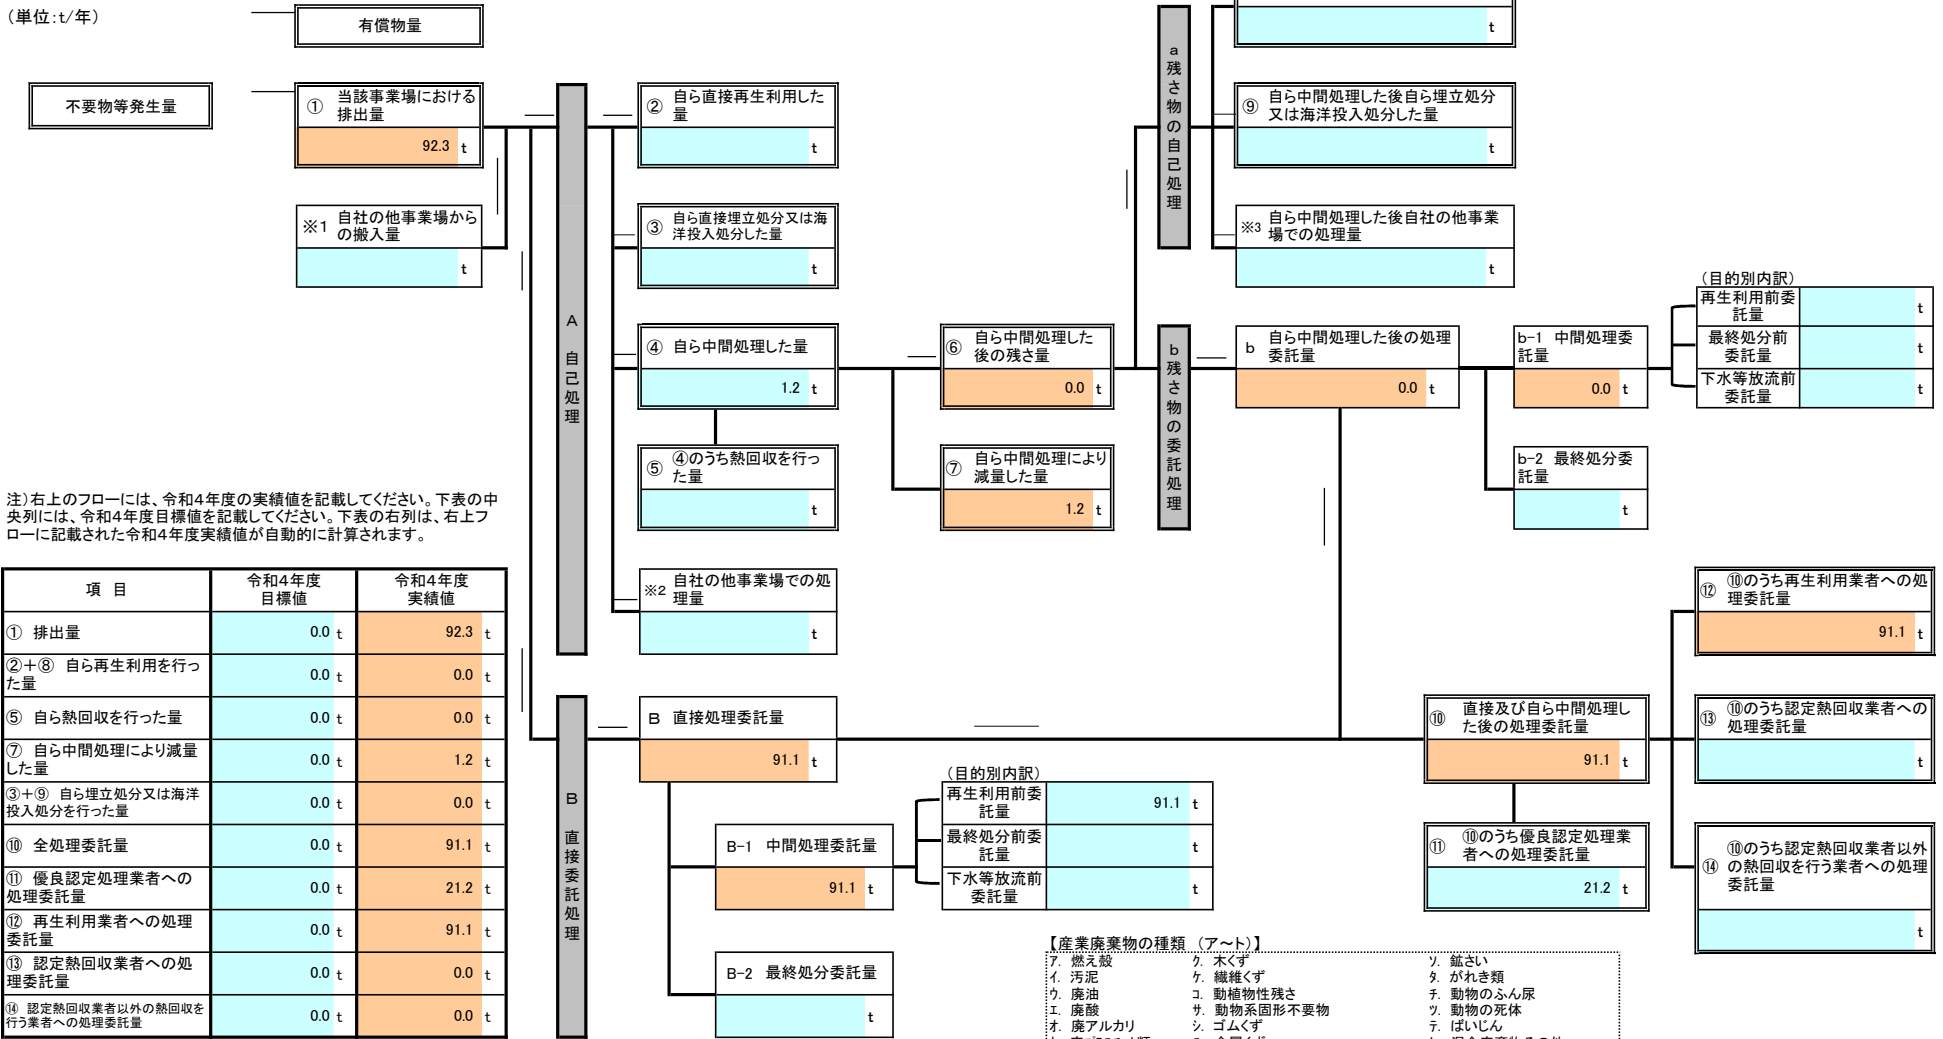 (単位:t/年)
有償物量
t
不要物等発生量
① 当該事業場における
排出量
92.3 t
※1 自社の他事業場から
の搬入量
t
A 自己処理
② 自ら直接再生利用した
量
t
③ 自ら直接埋立処分又は海
洋投入処分した量
t
④ 自ら中間処理した量
1.2 t
⑤ ④のうち熱回収を行っ
た量
t
※2 自社の他事業場での処
理量
t
⑥ 自ら中間処理した
後の残さ量
0.0 t
⑦ 自ら中間処理により
減量した量
1.2 t
a 残さ物の自己処理
⑨ 自ら中間処理した後自ら埋立処分
又は海洋投入処分した量
t
※3 自ら中間処理した後自社の他事業
場での処理量
t
b 残さ物の委託処理
b 自ら中間処理した後の処理
委託量
0.0 t
b-1 中間処理委
託量
0.0 t
b-2 最終処分委
託量
t
(目的別内訳)
再生利用前委
託量
t
最終処分前
委託量
t
下水等放流前
委託量
t
注)右上のフローには、令和4年度の実績値を記載してください。下表の中
央列には、令和4年度目標値を記載してください。下表の右列は、右上フ
ローに記載された令和4年度実績値が自動的に計算されます。
項 目
令和4年度
目標値
令和4年度
実績値
① 排出量
0.0 t
92.3 t
②+⑧ 自ら再生利用を行っ
た量
0.0 t
0.0 t
⑤ 自ら熱回収を行った量
0.0 t
0.0 t
⑦ 自ら中間処理により減量
した量
0.0 t
1.2 t
③+⑨ 自ら埋立処分又は海洋
投入処分を行った量
0.0 t
0.0 t
⑩ 全処理委託量
0.0 t
91.1 t
⑪ 優良認定処理業者への
処理委託量
0.0 t
21.2 t
⑫ 再生利用業者への処理
委託量
0.0 t
91.1 t
⑬ 認定熱回収業者への処
理委託量
0.0 t
0.0 t
⑭ 認定熱回収業者以外の熱回収を
行う業者への処理委託量
0.0 t
0.0 t
B 直接委託処理
B 直接処理委託量
91.1 t
B-1 中間処理委託量
91.1 t
B-2 最終処分委託量
t
(目的別内訳)
再生利用前委
託量
91.1 t
最終処分前委
託量
t
下水等放流前
委託量
t
⑩ 直接及び自ら中間処理し
た後の処理委託量
91.1 t
⑪ ⑩のうち優良認定処理業
者への処理委託量
21.2 t
⑫ ⑩のうち再生利用業者への処
理委託量
91.1 t
⑬ ⑩のうち認定熱回収業者への
処理委託量
t
⑭ ⑩のうち認定熱回収業者以外
の熱回収を行う業者への処理
委託量
t
【産業廃棄物の種類 (ア~ト)】
ア. 燃え殻 ク. 木くず ソ. 鉱さい
イ. 汚泥 ケ. 繊維くず タ. がれき類
ウ. 廃油 コ. 動植物性残さ チ. 動物のふん尿
エ. 廃酸 サ. 動物系固形不要物 ツ. 動物の死体
オ. 廃アルカリ シ. ゴムくず テ. ばいじん